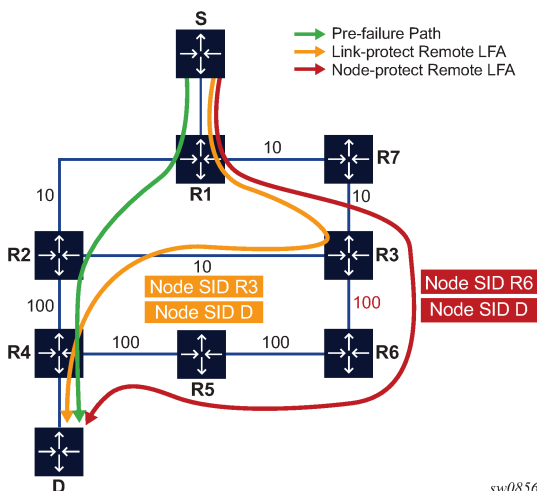 S
Pre-failure Path
Link-protect Remote LFA
Node-protect Remote LFA
10
R7
R1
10
10
R2
R3
10
Node SID R3
Node SID D
Node SID R6
Node SID D
100
100
R4
100
100
R6
R5
D
sw0856